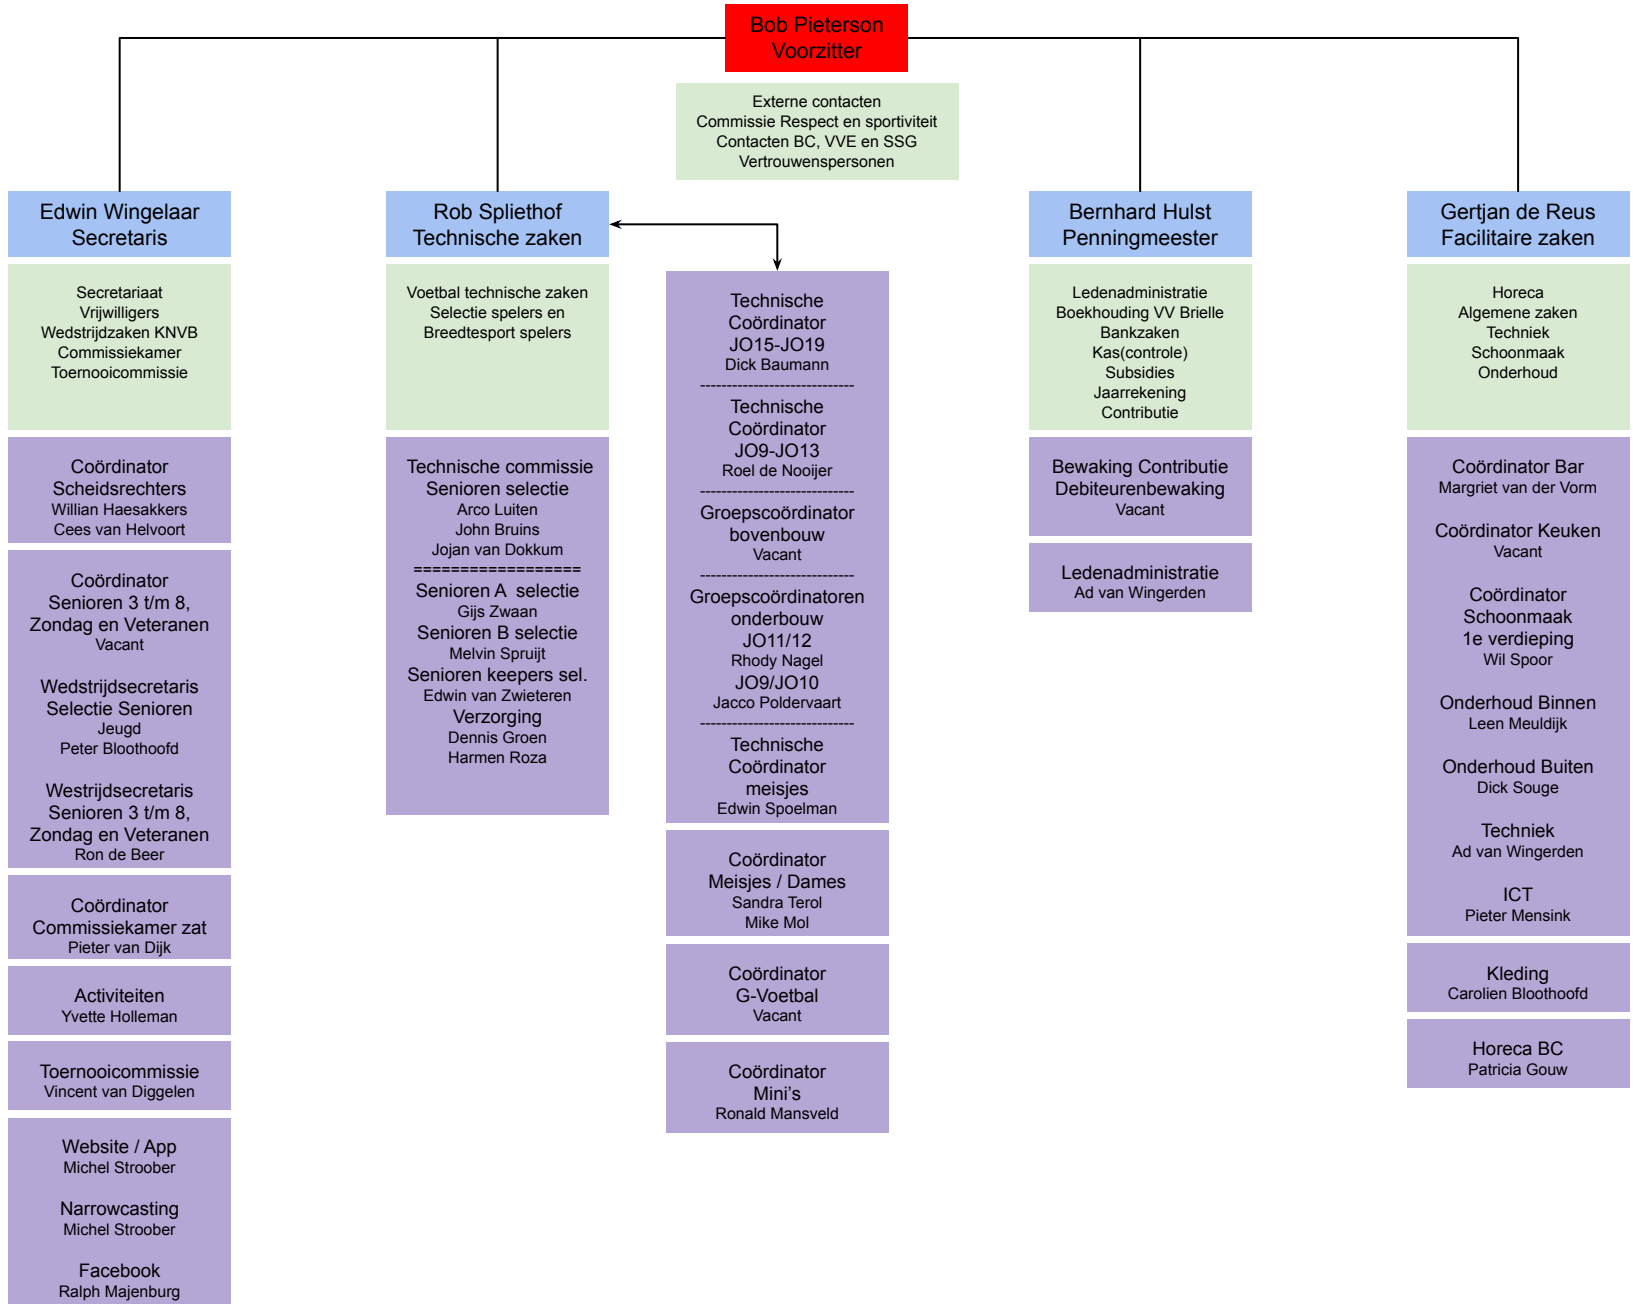 Bob Pieterson
Voorzitter
Externe contacten
Commissie Respect en sportiviteit
Contacten BC, VVE en SSG
Vertrouwenspersonen
Edwin Wingelaar
Secretaris
Secretariaat
Vrijwilligers
Wedstrijdzaken KNVB
Commissiekamer
Toernooicommissie
Coördinator
Scheidsrechters
Willian Haesakkers
Cees van Helvoort
Coördinator
Senioren 3 t/m 8,
Zondag en Veteranen
Vacant
Wedstrijdsecretaris
Selectie Senioren
Jeugd
Peter Bloothoofd
Westrijdsecretaris
Senioren 3 t/m 8,
Zondag en Veteranen
Ron de Beer
Coördinator
Commissiekamer zat
Pieter van Dijk
Activiteiten
Yvette Holleman
Toernooicommissie
Vincent van Diggelen
Website / App
Michel Stroober
Narrowcasting
Michel Stroober
Facebook
Ralph Majenburg
Rob Spliethof
Technische zaken
Voetbal technische zaken
Selectie spelers en
Breedtesport spelers
Technische commissie
Senioren selectie
Arco Luiten
John Bruins
Jojan van Dokkum
==================
Senioren A  selectie
Gijs Zwaan
Senioren B selectie
Melvin Spruijt
Senioren keepers sel.
Edwin van Zwieteren
Verzorging
Dennis Groen
Harmen Roza
Technische
Coördinator
JO15-JO19
Dick Baumann
-----------------------------
Technische
Coördinator
JO9-JO13
Roel de Nooijer
-----------------------------
Groepscoördinator
bovenbouw
Vacant
-----------------------------
Groepscoördinatoren
onderbouw
JO11/12
Rhody Nagel
JO9/JO10
Jacco Poldervaart
-----------------------------
Technische
Coördinator
meisjes
Edwin Spoelman
Coördinator
Meisjes / Dames
Sandra Terol
Mike Mol
Coördinator
G-Voetbal
Vacant
Coördinator
Mini's
Ronald Mansveld
Bernhard Hulst
Penningmeester
Ledenadministratie
Boekhouding VV Brielle
Bankzaken
Kas(controle)
Subsidies
Jaarrekening
Contributie
Bewaking Contributie
Debiteurenbewaking
Vacant
Ledenadministratie
Ad van Wingerden
Gertjan de Reus
Facilitaire zaken
Horeca
Algemene zaken
Techniek
Schoonmaak
Onderhoud
Coördinator Bar
Margriet van der Vorm
Coördinator Keuken
Vacant
Coördinator
Schoonmaak
1e verdieping
Wil Spoor
Onderhoud Binnen
Leen Meuldijk
Onderhoud Buiten
Dick Souge
Techniek
Ad van Wingerden
ICT
Pieter Mensink
Kleding
Carolien Bloothoofd
Horeca BC
Patricia Gouw